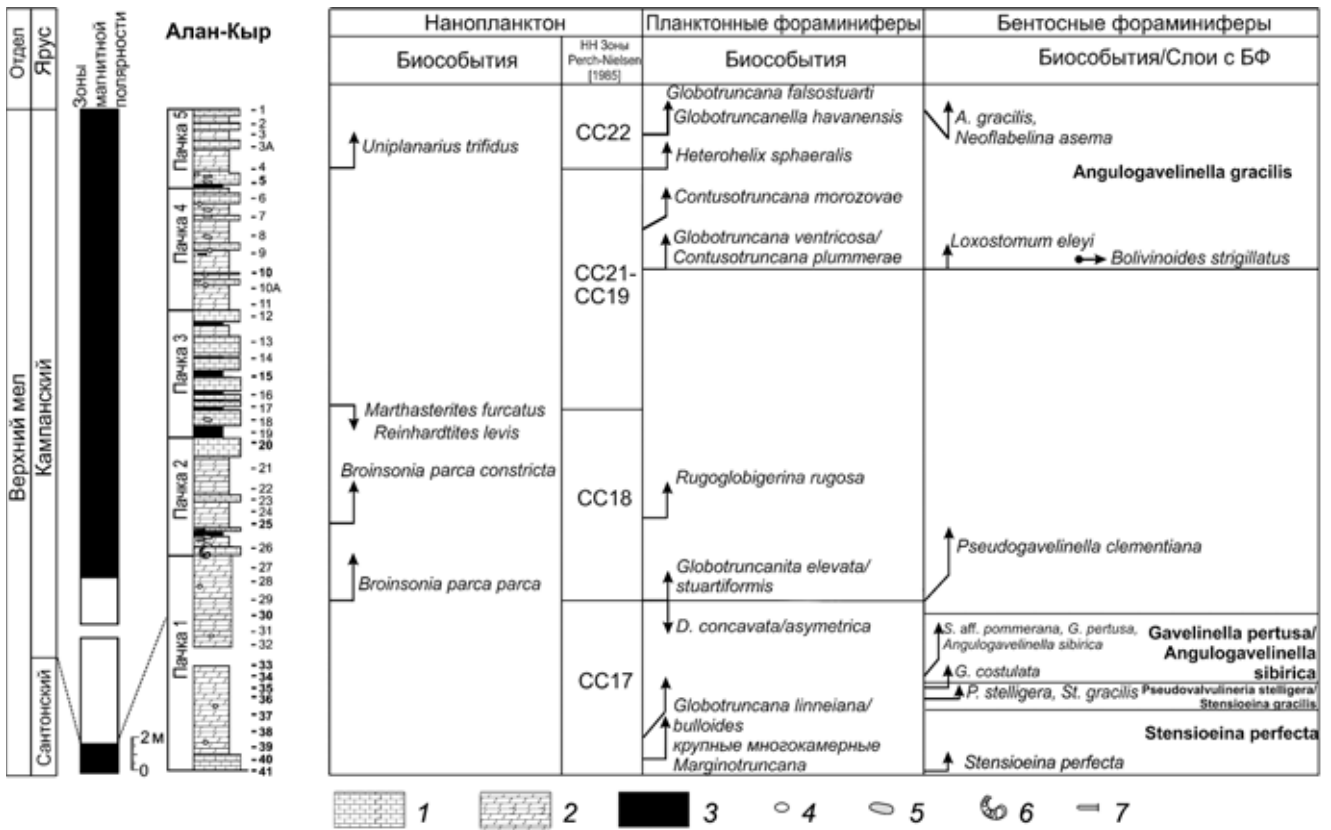 Отдел
Ярус
Зоны
магнитной
полярности
Алан-Кыр
Нанопланктон
Планктонные фораминиферы
Бентосные фораминиферы
Биособытия
НН Зоны
Perch-Nielsen
[1985]
Биособытия
Биособытия/Слои с БФ
Верхний мел
Кампанский
Сантонский
Пачка 5
Пачка 4
Пачка 3
Пачка 2
Пачка 1
1
2
3
3А
4
5
6
7
8
9
10
10А
11
12
13
14
15
16
17
18
19
20
21
22
23
24
25
26
27
28
29
30
31
32
33
34
35
36
37
38
39
40
41
2 м
0
Uniplanarius trifidus
Marthasterites furcatus
Reinhardtites levis
Broinsonia parca constricta
Broinsonia parca parca
CC22
CC21-
CC19
CC18
CC17
Globotruncana falsostuarti
Globotruncanella havanensis
Heterohelix sphaeralis
Contusotruncana morozovae
Globotruncana ventricosa/
Contusotruncana plummerae
Rugoglobigerina rugosa
Globotruncanita elevata/
stuartiformis
D. concavata/asymetrica
Globotruncana linneiana/
bulloides
крупные многокамерные
Marginotruncana
A. gracilis,
Neoflabelina asema
Angulogavelinella gracilis
Loxostomum eleyi
Bolivinoides strigillatus
Pseudogavelinella clementiana
S. aff. pommerana, G. pertusa,
Angulogavelinella sibirica
Gavelinella pertusa/
Angulogavelinella
sibirica
G. costulata
P. stelligera, St. gracilis
Pseudovalvulineria stelligera/
Stensioeina gracilis
Stensioeina perfecta
Stensioeina perfecta
1
2
3
4
5
6
7